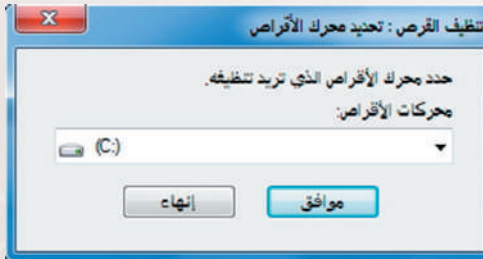 تنظيف القرص : تحديد محرك الأقراص
حدد محرك الأقراص الذي تريد تنظيفه.
محركات الأقراص:
(C:)
موافق
إنهاء